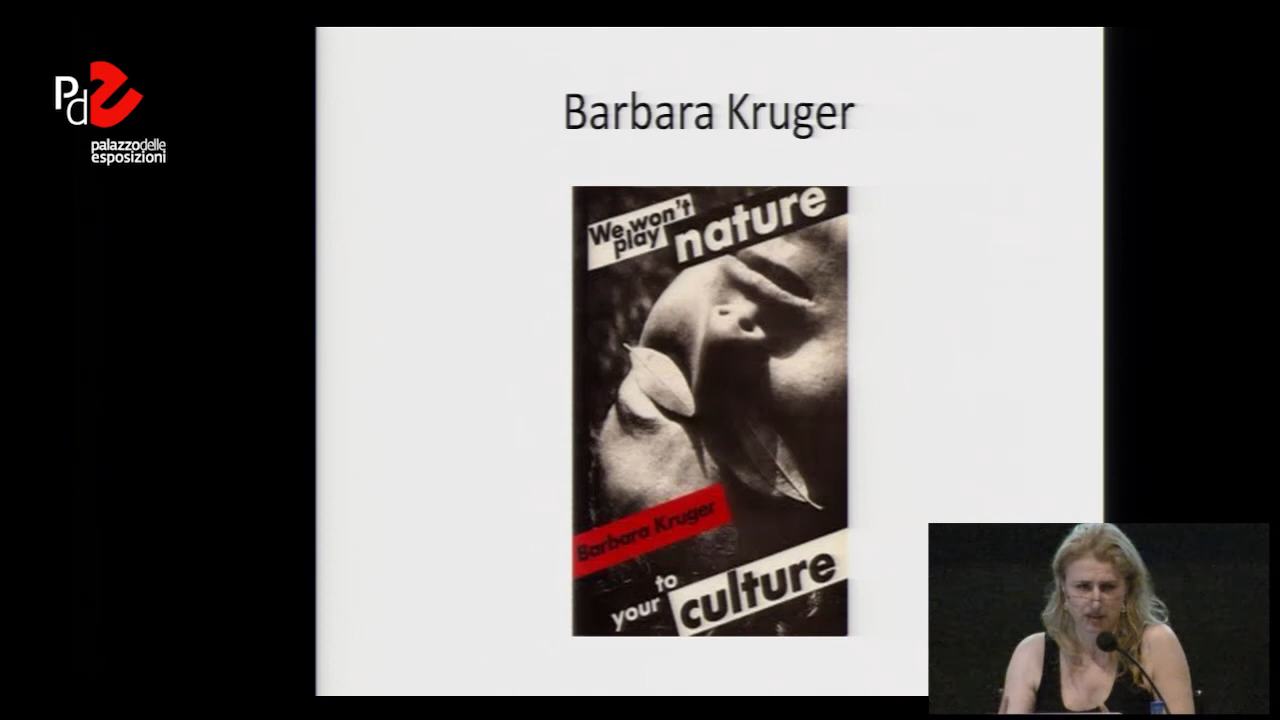 Pd
palazzodelle
esposizioni
Barbara Kruger
We won't
play
nature
Barbara Kruger
to
your
culture